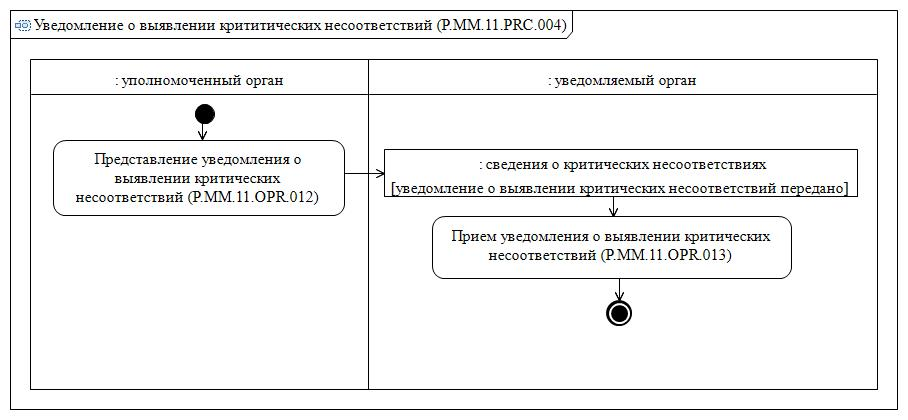 Уведомление о выявлении крититических несоответствий (P.MM.11.PRC.004)
: уполномоченный орган
: уведомляемый орган
Представление уведомления о
выявлении критических
несоответствий (P.MM.11.OPR.012)
: сведения о критических несоответствиях
[уведомление о выявлении критических несоответствий передано]
Прием уведомления о выявлении критических
несоответствий (P.MM.11.OPR.013)